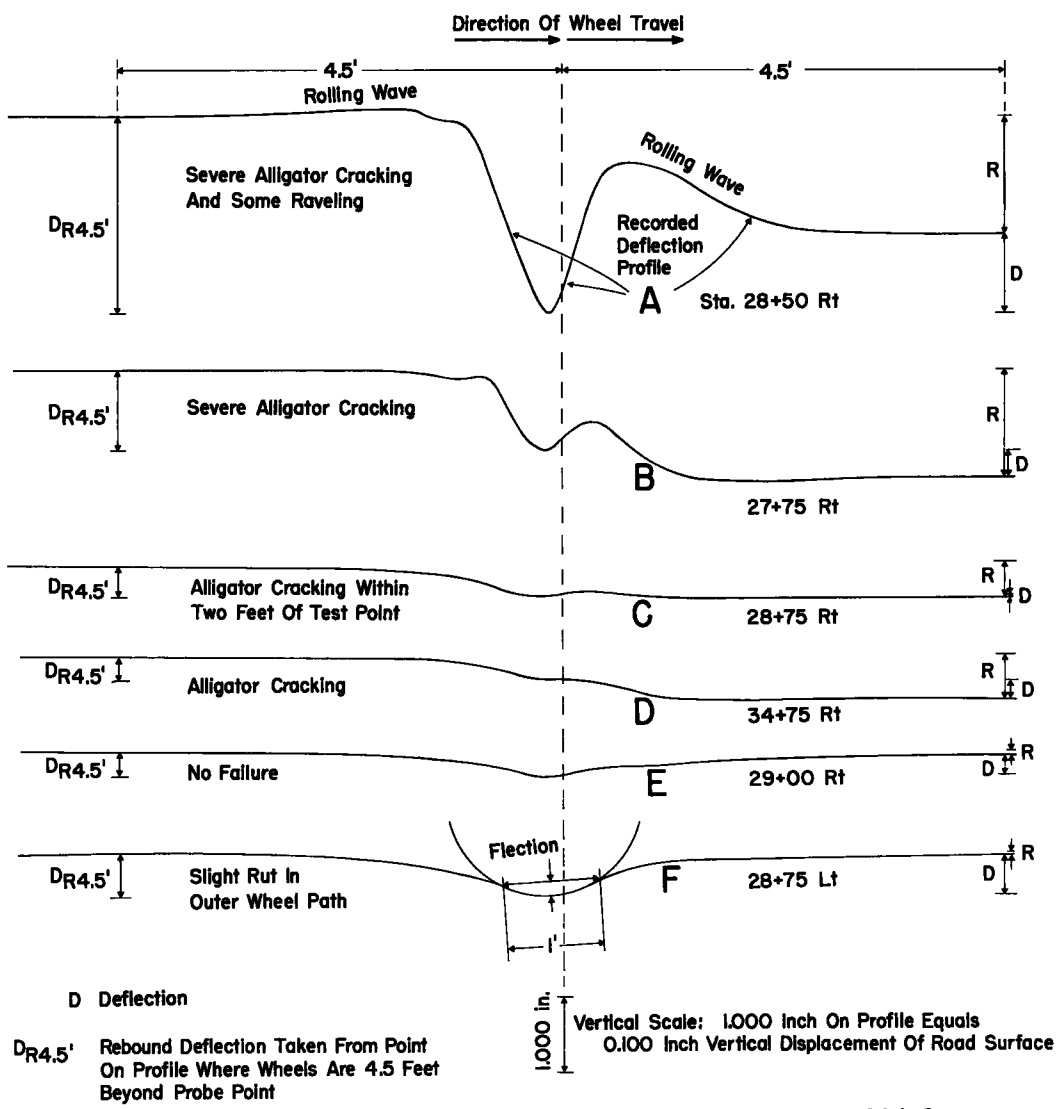 Direction Of Wheel Travel
4.5' 4.5'
Rolling Wave
Rolling Wave
Severe Alligator Cracking
And Some Raveling
DR4.5'
R
Recorded
Deflection
Profile
D
A
Sta. 28+50 Rt
DR4.5'
Severe Alligator Cracking
R
D
B
27+75 Rt
DR4.5'
Alligator Cracking Within
Two Feet Of Test Point
R
D
C
28+75 Rt
DR4.5'
Alligator Cracking
R
D
D
34+75 Rt
DR4.5'
No Failure
R
D
E
29+00 Rt
Flection
DR4.5'
Slight Rut In
Outer Wheel Path
R
D
F
28+75 Lt
1'
D Deflection
1.000 in.
Vertical Scale: 1.000 Inch On Profile Equals
0.100 Inch Vertical Displacement Of Road Surface
DR4.5' Rebound Deflection Taken From Point
On Profile Where Wheels Are 4.5 Feet
Beyond Probe Point